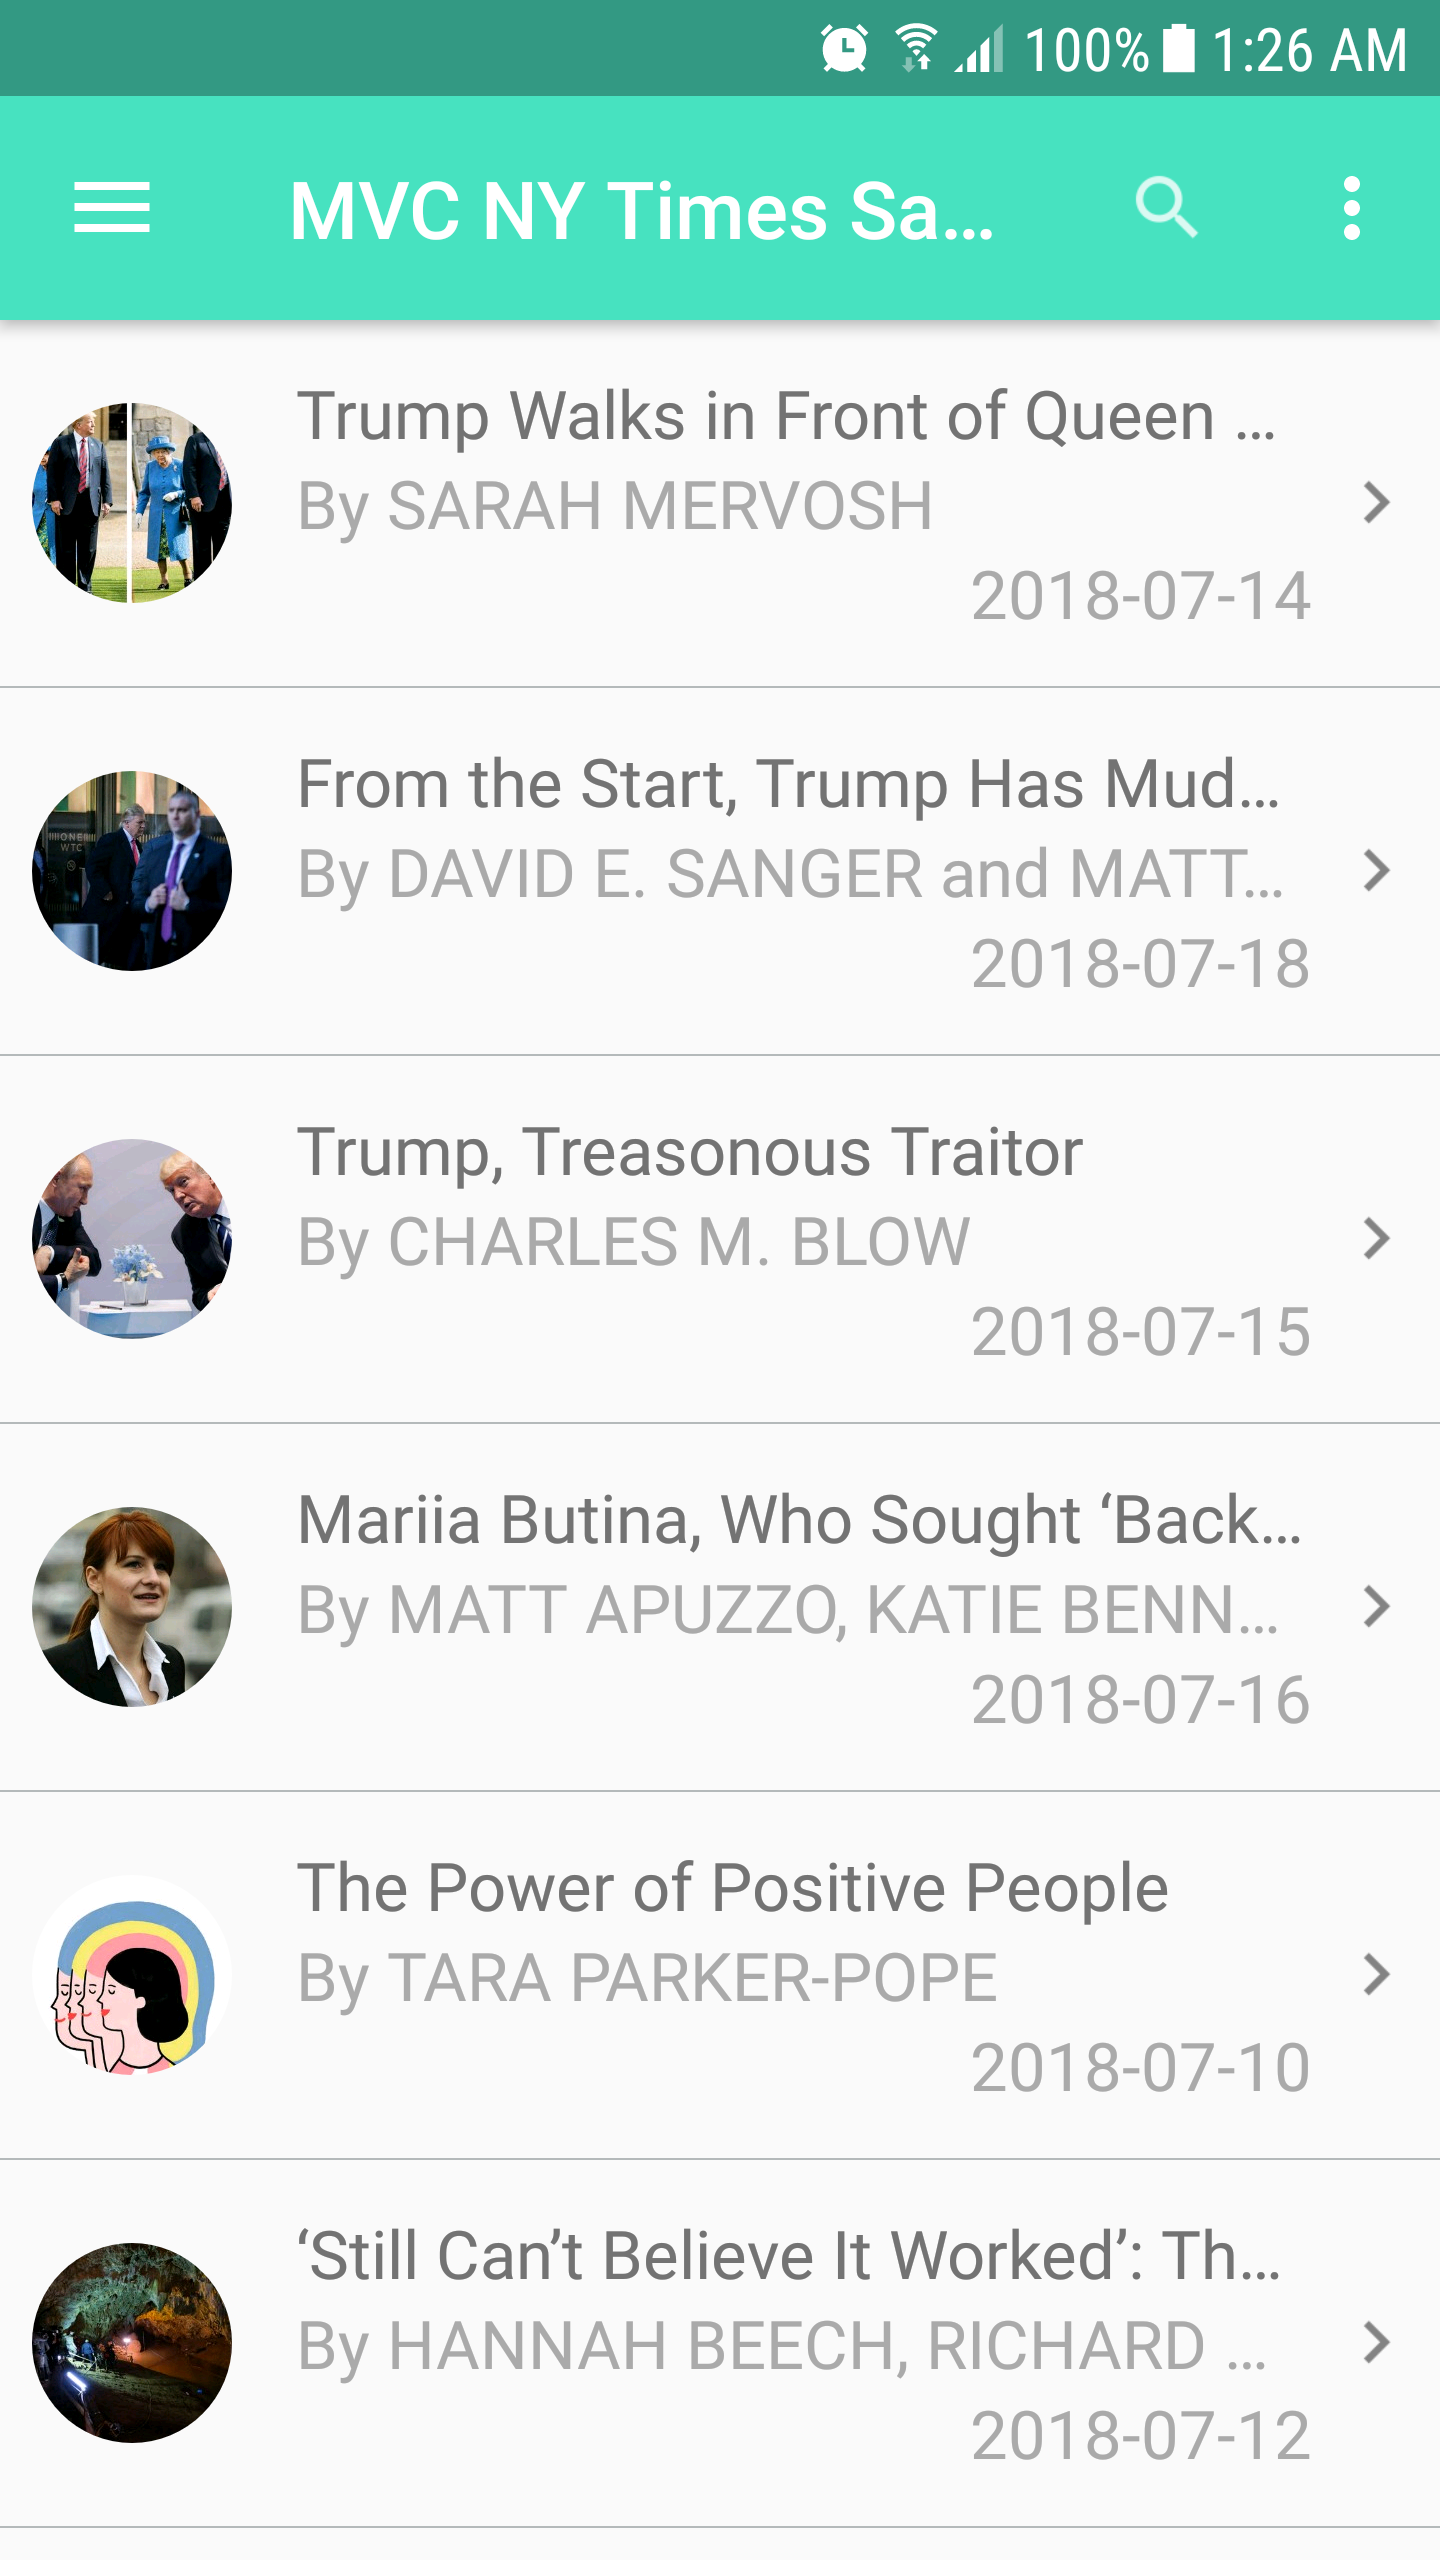 100% 1:26 AM
MVC NY Times Sa...
Trump Walks in Front of Queen ...
By SARAH MERVOSH
2018-07-14
From the Start, Trump Has Mud...
By DAVID E. SANGER and MATT...
2018-07-18
ONE
WTC
Trump, Treasonous Traitor
By CHARLES M. BLOW
2018-07-15
Mariia Butina, Who Sought ‘Back...
By MATT APUZZO, KATIE BENN...
2018-07-16
The Power of Positive People
By TARA PARKER-POPE
2018-07-10
‘Still Can’t Believe It Worked’: Th...
By HANNAH BEECH, RICHARD ...
2018-07-12